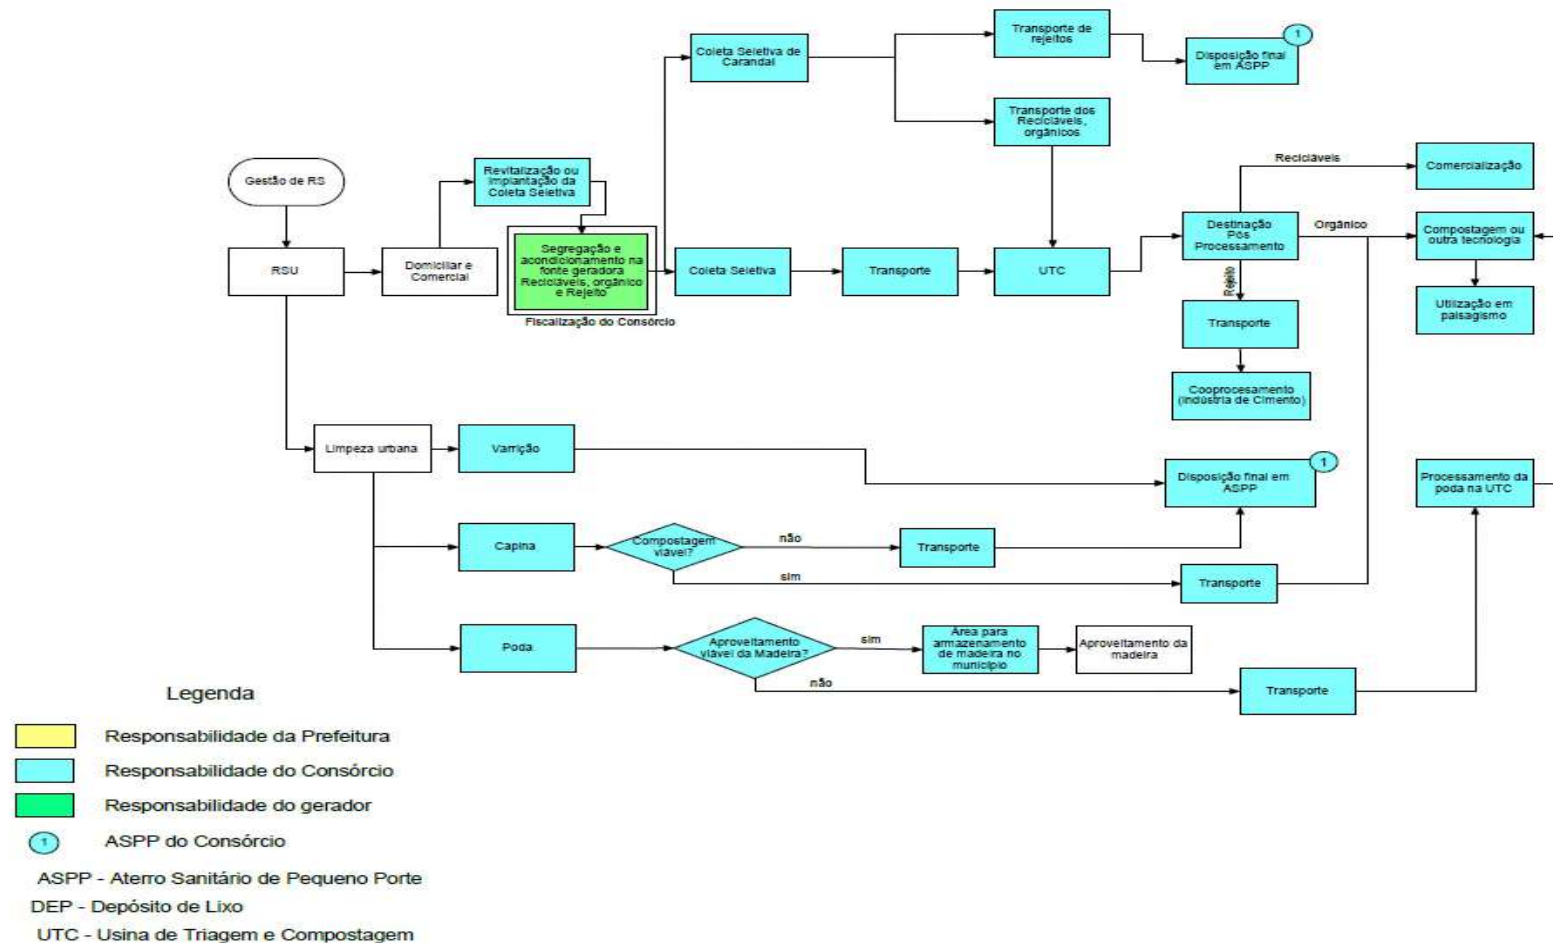 Transporte de
rejeitos
1
Disposição final
em ASPP
Coleta Seletiva de
Carandaí
Transporte dos
Recicláveis,
orgânicos
Gestão de RS
Revitalização ou
Implantação da
Coleta Seletiva
Recicláveis
Comercialização
RSU
Domiciliar e
Comercial
Segregação e
acondicionamento na
fonte geradora
Recicláveis, orgânico
e Rejeito
Fiscalização do Consórcio
Coleta Seletiva
Transporte
UTC
Destinação
Pós
Processamento
Orgânico
Compostagem ou
outra tecnologia
Rejeito
Utilização em
paisagismo
Transporte
Cooprocesamento
(Indústria de Cimento)
Limpeza urbana
Varrição
Disposição final em
ASPP
1
Processamento da
poda na UTC
Capina
Compostagem
viável?
não
Transporte
sim
Transporte
Poda
Aproveitamento
viável da Madeira?
sim
Área para
armazenamento
de madeira no
município
Aproveitamento da
madeira
não
Transporte
Legenda
Responsabilidade da Prefeitura
Responsabilidade do Consórcio
Responsabilidade do gerador
1 ASPP do Consórcio
ASPP - Aterro Sanitário de Pequeno Porte
DEP - Depósito de Lixo
UTC - Usina de Triagem e Compostagem